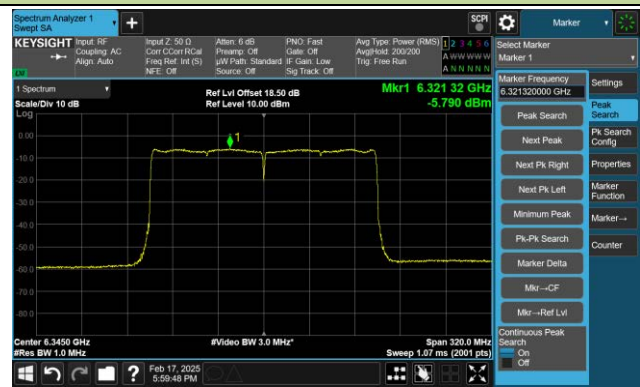 Spectrum Analyzer 1
Swept SA
SCPI
Marker
KEYSIGHT
Input: RF
Coupling: AC
Align: Auto
Input Z: 50 Ω
Corr CCorr RCal
Freq Ref: Int (S)
NFE: Off
Atten: 6 dB
Preamp: Off
µW Path: Standard
Source: Off
PNO: Fast
Gate: Off
IF Gain: Low
Sig Track: Off
Avg Type: Power (RMS)
Avg|Hold: 200/200
Trig: Free Run
1 2 3 4 5 6
A W W W W W
A N N N N N
Select Marker
Marker 1
1 Spectrum
Scale/Div 10 dB
Log
Ref Lvl Offset 18.50 dB
Ref Level 10.00 dBm
Mkr1 6.321 32 GHz
-5.790 dBm
Marker Frequency
6.321320000 GHz
Settings
Peak Search
Next Peak
Next Pk Right
Next Pk Left
Minimum Peak
Pk-Pk Search
Marker Delta
Mkr→CF
Mkr→Ref Lvl
Continuous Peak
Search
On
Off
Peak
Search
Pk Search
Config
Properties
Marker
Function
Marker→
Counter
1
0.00
-10.0
-20.0
-30.0
-40.0
-50.0
-60.0
-70.0
-80.0
Center 6.3450 GHz
#Res BW 1.0 MHz
#Video BW 3.0 MHz*
Span 320.0 MHz
Sweep 1.07 ms (2001 pts)
?
Feb 17, 2025
5:59:48 PM